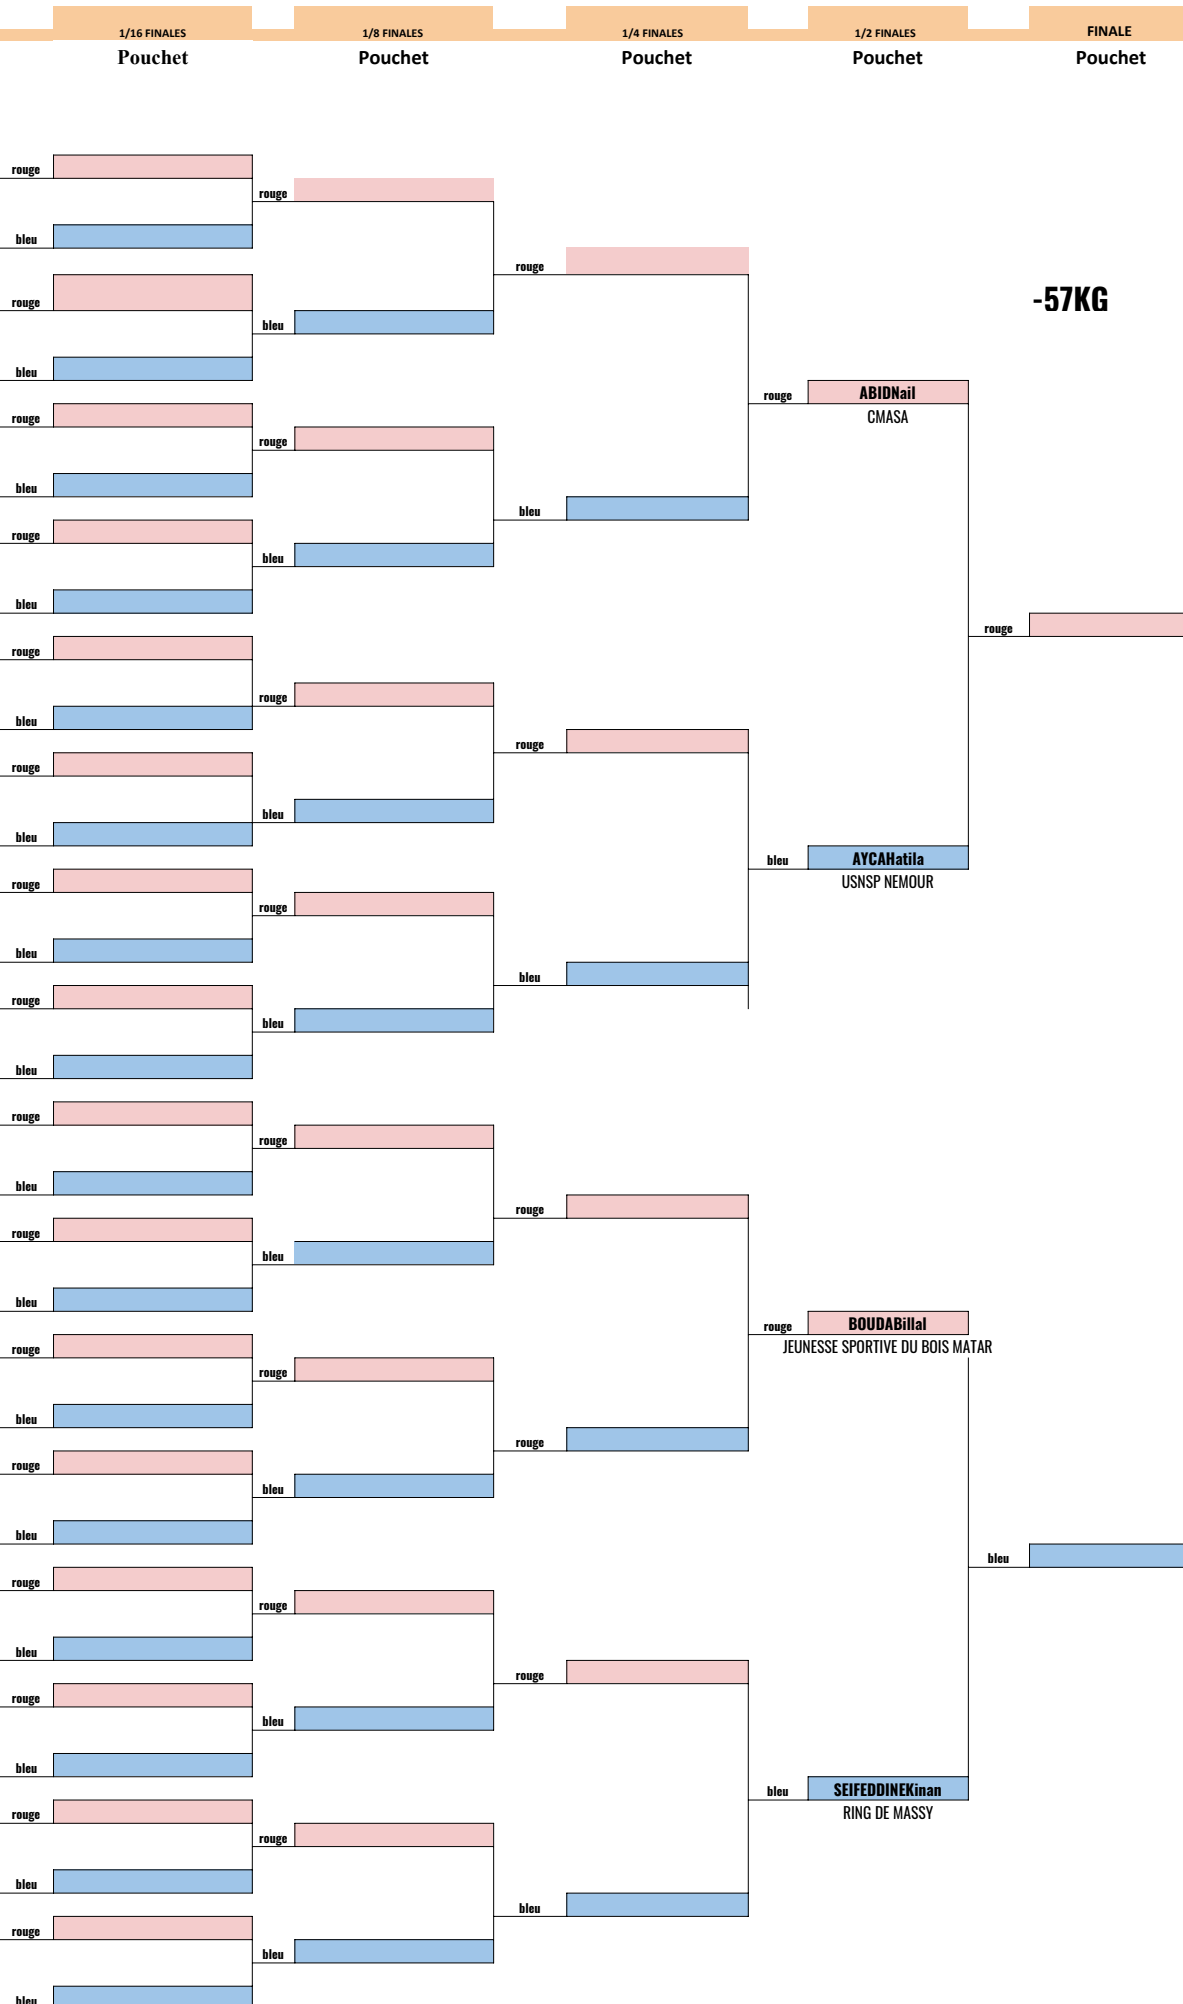 1/16 FINALES 1/8 FINALES 1/4 FINALES 1/2 FINALES FINALE
Pouchet Pouchet Pouchet Pouchet Pouchet
rouge
rouge
bleu
rouge
-57KG
rouge
bleu
bleu
rouge ABIDNail
rouge CMASA
rouge
bleu
bleu
rouge
bleu
bleu
rouge
rouge
rouge
bleu
rouge
rouge
bleu
bleu
bleu AYCAHatila
rouge USNSP NEMOUR
rouge
bleu
bleu
rouge
bleu
bleu
rouge
rouge
bleu
rouge
rouge
bleu
bleu
rouge BOUDABillal
rouge JEUNESSE SPORTIVE DU BOIS MATAR
rouge
bleu
rouge
rouge
bleu
bleu
bleu
rouge
rouge
bleu
rouge
rouge
bleu
bleu
bleu SEIFEDDINEKinan
rouge RING DE MASSY
rouge
bleu
bleu
rouge
bleu
bleu